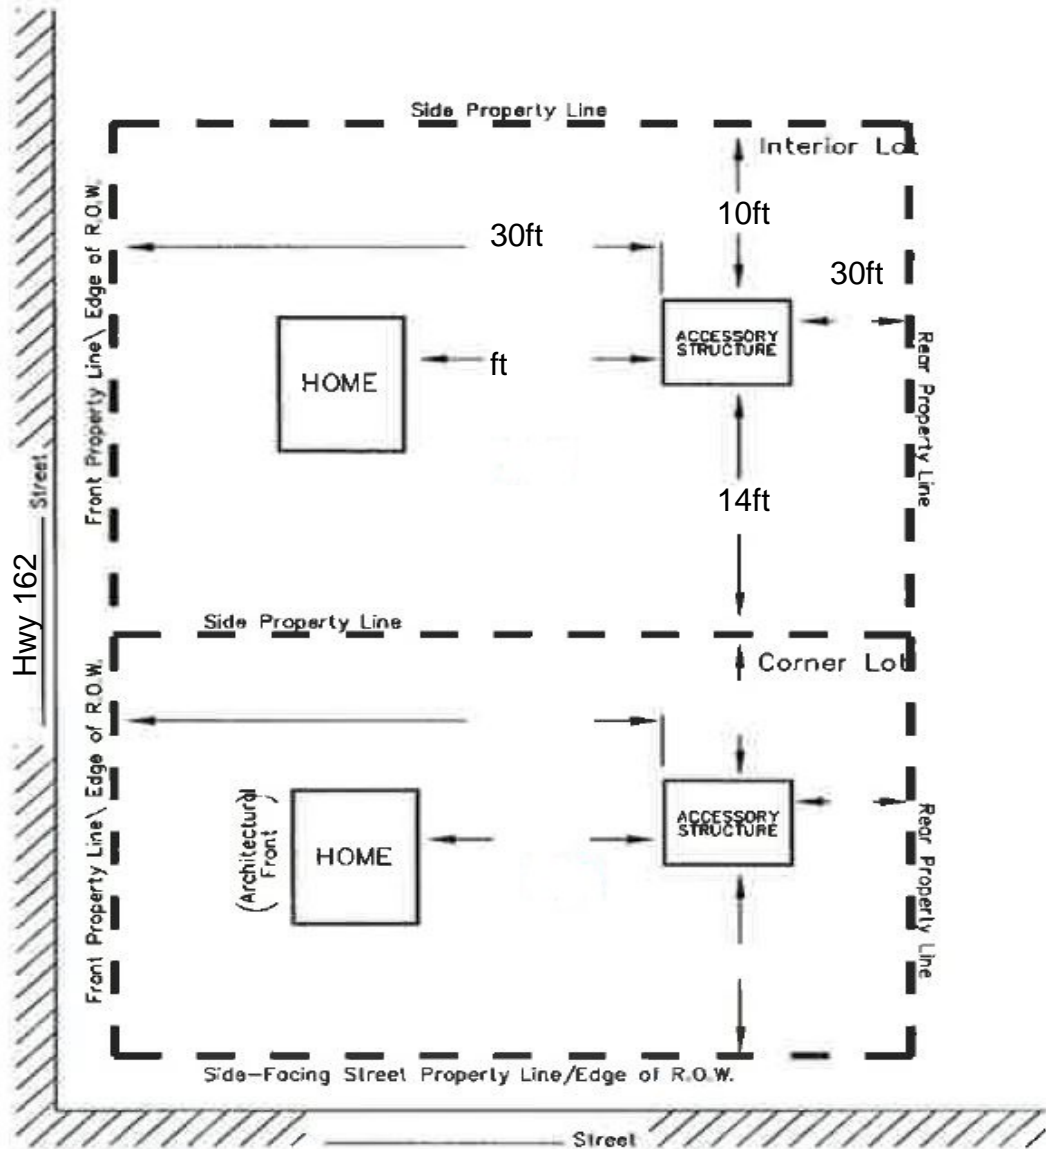 Side Property Line
Interior Lot
Front Property Line\ Edge of R.O.W.
10ft
30ft
30ft
ACCESSORY
STRUCTURE
HOME
ft
Rear Property Line
14ft
Street
Hwy 162
Side Property Line
Corner Lot
Front Property Line\ Edge of R.O.W.
(Architectural
Front)
HOME
ACCESSORY
STRUCTURE
Rear Property Line
Side-Facing Street Property Line/Edge of R.O.W.
Street